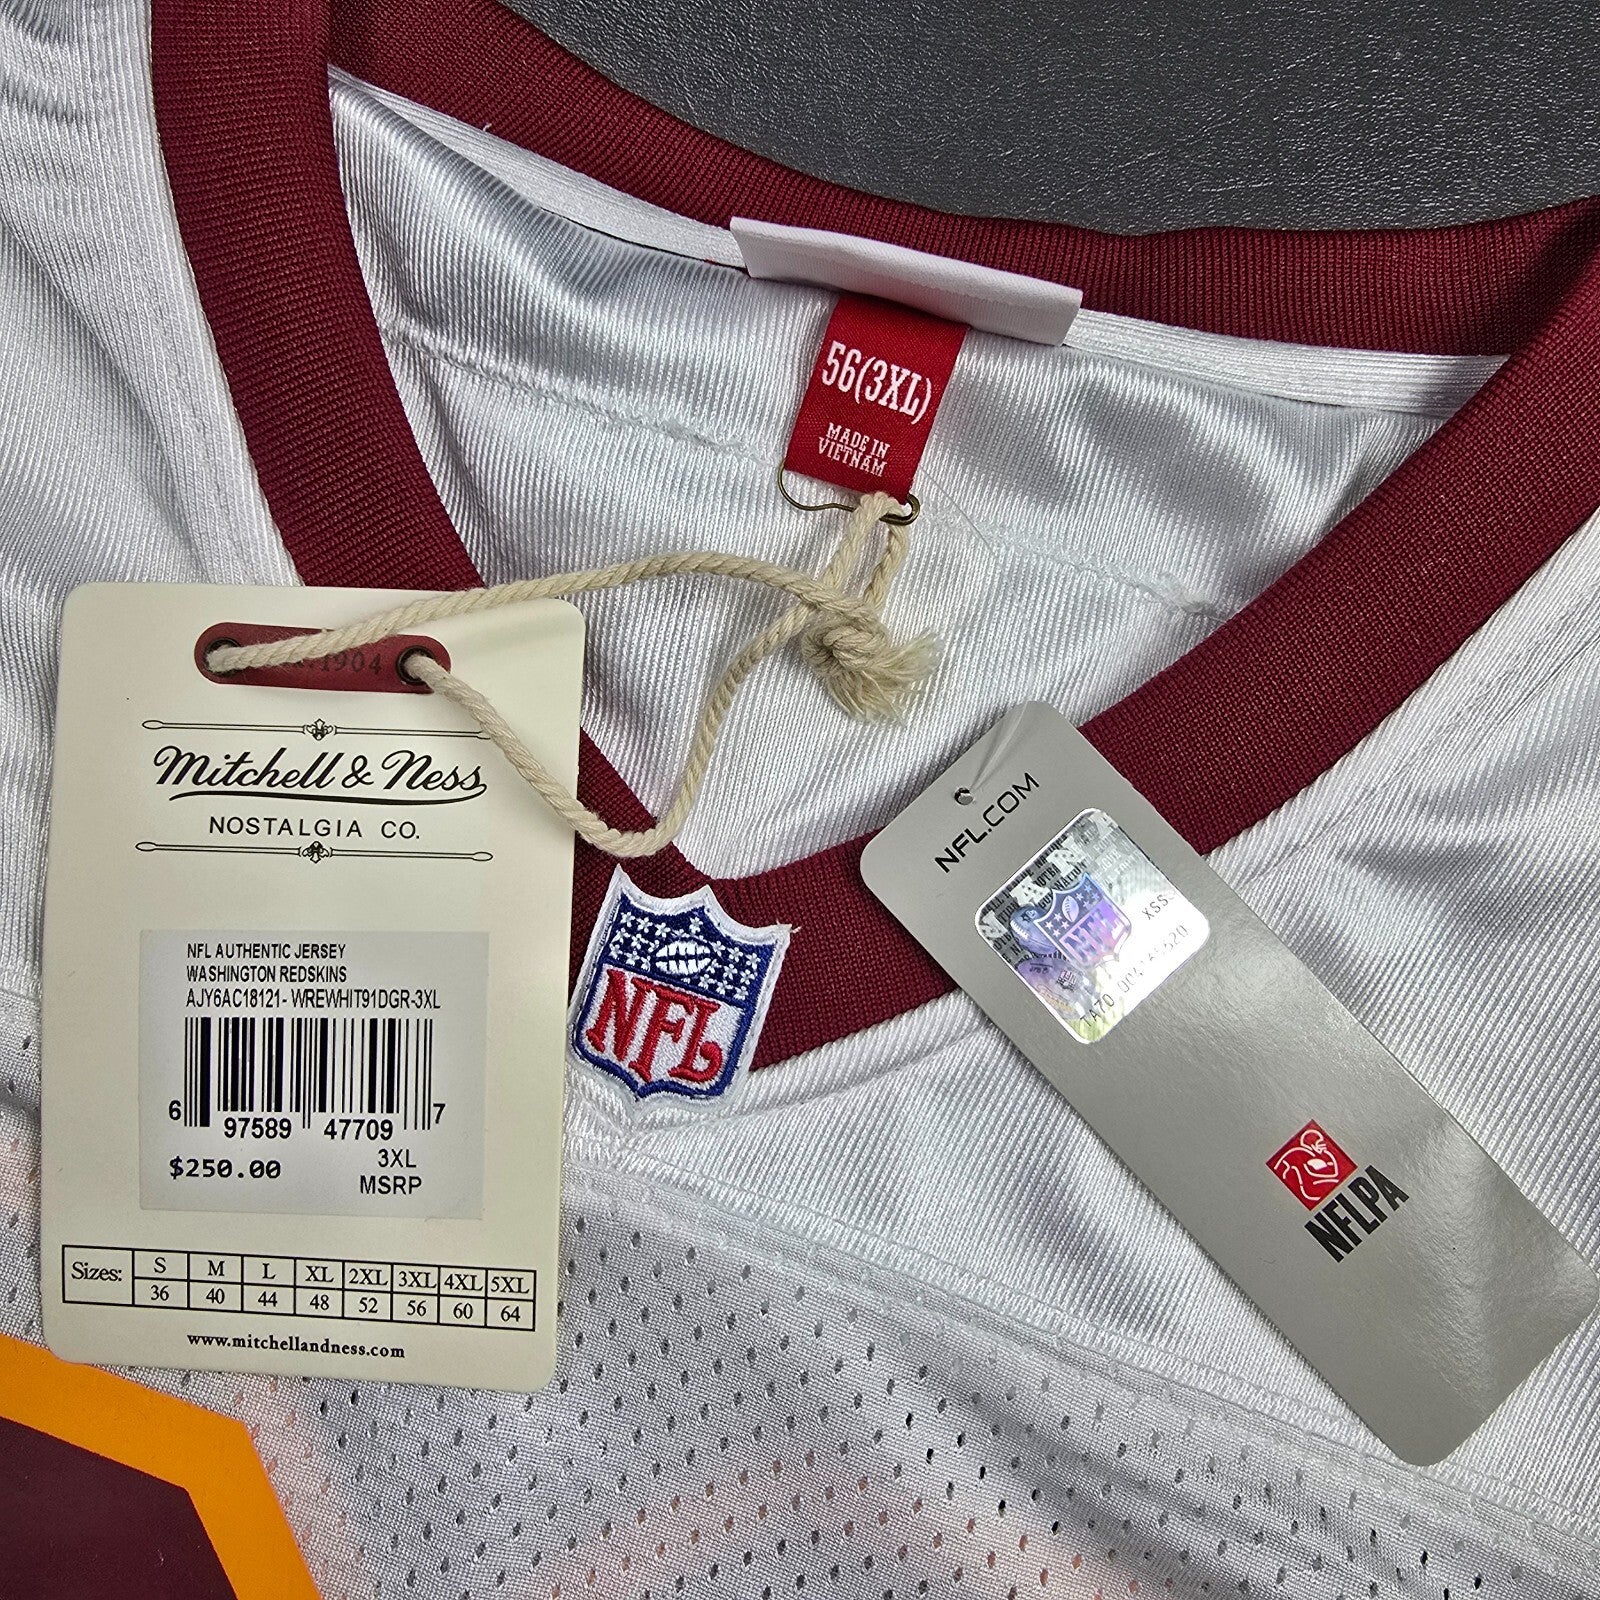 56(3XL)
MADE IN
VIETNAM
1904
Mitchell & Ness
NOSTALGIA CO.
NFL AUTHENTIC JERSEY
WASHINGTON REDSKINS
AJY6AC18121- WREWHIT91DGR-3XL
6 97589 47709 7
3XL
$250.00 MSRP
Sizes: S M L XL 2XL 3XL 4XL 5XL
36 40 44 48 52 56 60 64
www.mitchellandness.com
NFL
NFL.COM
NFL
NFLPA